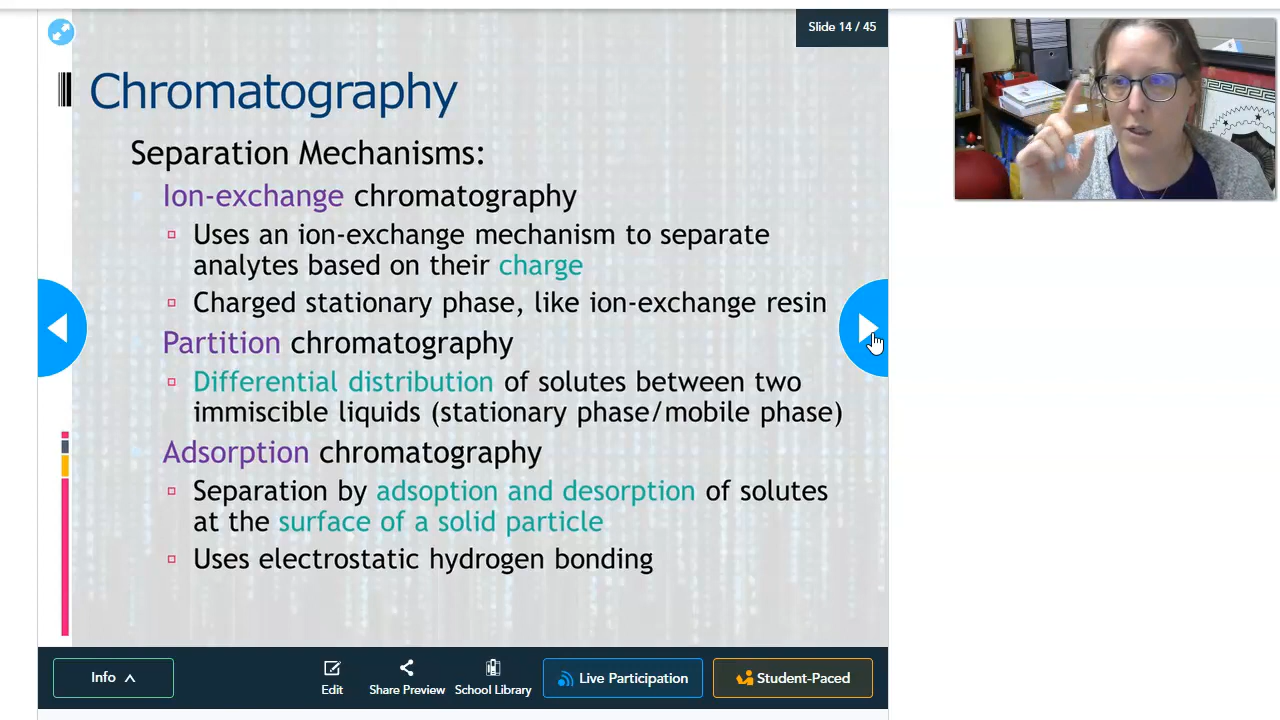 Slide 14 / 45
Chromatography
Separation Mechanisms:
Ion-exchange chromatography
Uses an ion-exchange mechanism to separate
analytes based on their charge
Charged stationary phase, like ion-exchange resin
Partition chromatography
Differential distribution of solutes between two
immiscible liquids (stationary phase/mobile phase)
Adsorption chromatography
Separation by adsoption and desorption of solutes
at the surface of a solid particle
Uses electrostatic hydrogen bonding
Info
Edit
Share Preview
School Library
Live Participation
Student-Paced